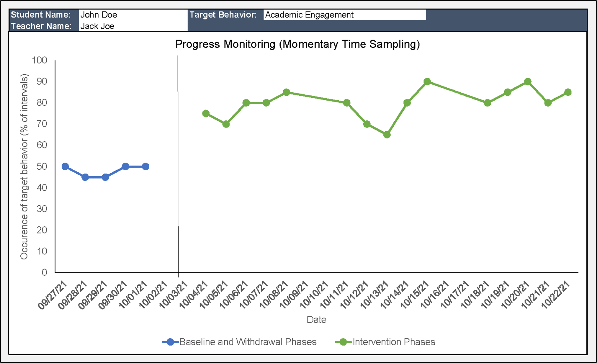 Student Name: John Doe Target Behavior: Academic Engagement
Teacher Name: Jack Joe
Progress Monitoring (Momentary Time Sampling)
Occurence of target behavior (% of intervals)
100
90
80
70
60
50
40
30
20
10
0
09/27/21 09/28/21 09/29/21 09/30/21 10/01/21 10/02/21 10/03/21 10/04/21 10/05/21 10/06/21 10/07/21 10/08/21 10/09/21 10/10/21 10/11/21 10/12/21 10/13/21 10/14/21 10/15/21 10/16/21 10/17/21 10/18/21 10/19/21 10/20/21 10/21/21 10/22/21
Date
Baseline and Withdrawal Phases Intervention Phases